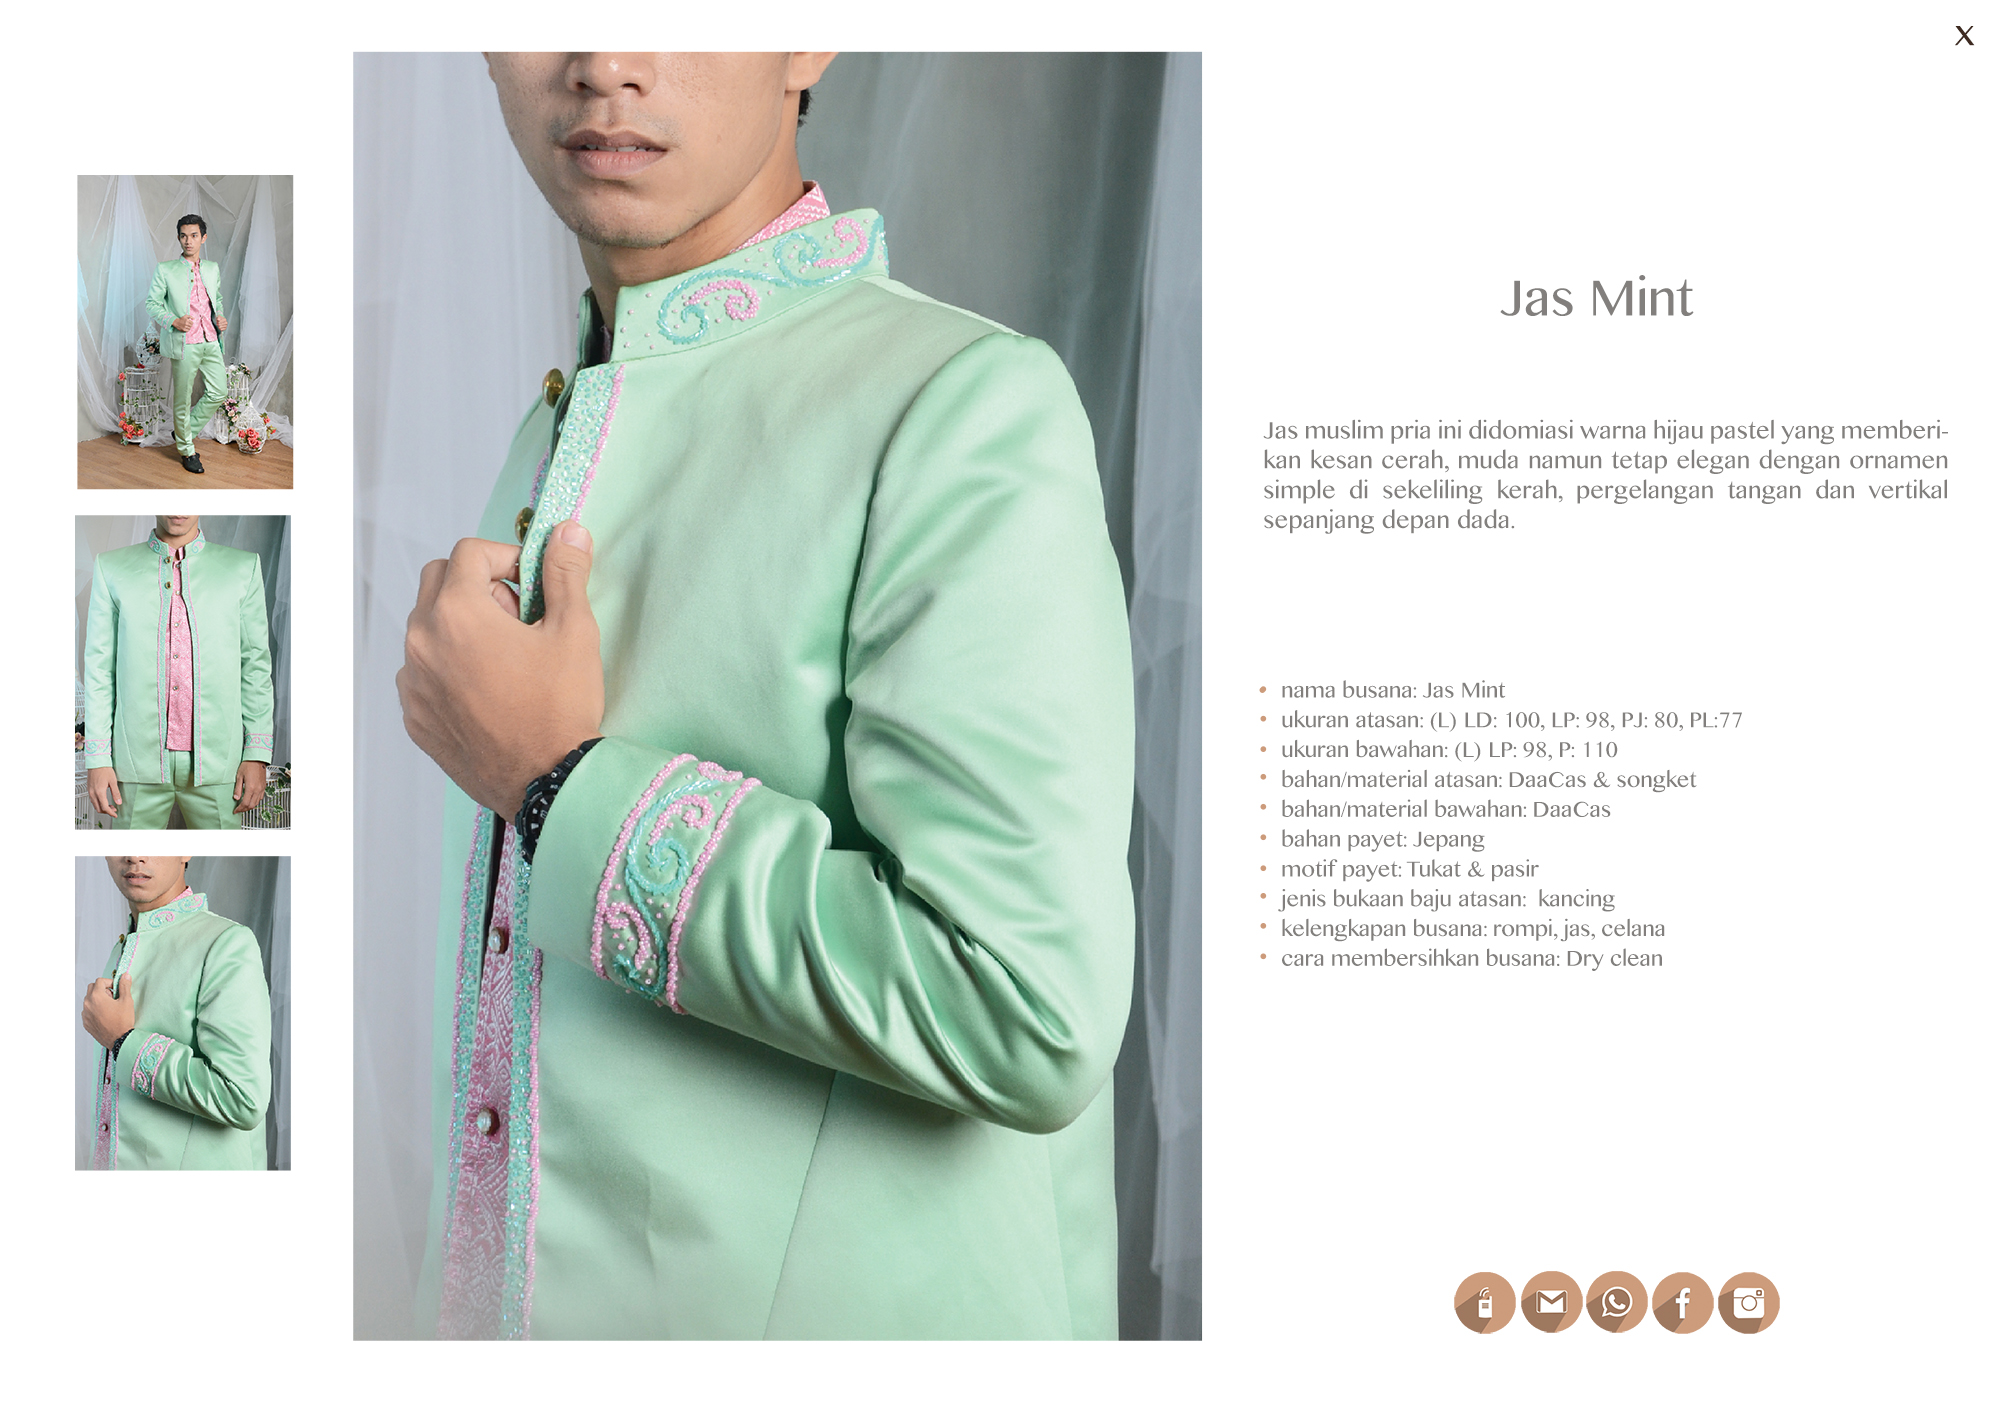 X
Jas Mint
Jas muslim pria ini didomiasi warna hijau pastel yang memberi-
kan kesan cerah, muda namun tetap elegan dengan ornamen
simple di sekeliling kerah, pergelangan tangan dan vertikal
sepanjang depan dada.
• nama busana: Jas Mint
• ukuran atasan: (L) LD: 100, LP: 98, PJ: 80, PL:77
• ukuran bawahan: (L) LP: 98, P: 110
• bahan/material atasan: DaaCas & songket
• bahan/material bawahan: DaaCas
• bahan payet: Jepang
• motif payet: Tukat & pasir
• jenis bukaan baju atasan:  kancing
• kelengkapan busana: rompi, jas, celana
• cara membersihkan busana: Dry clean